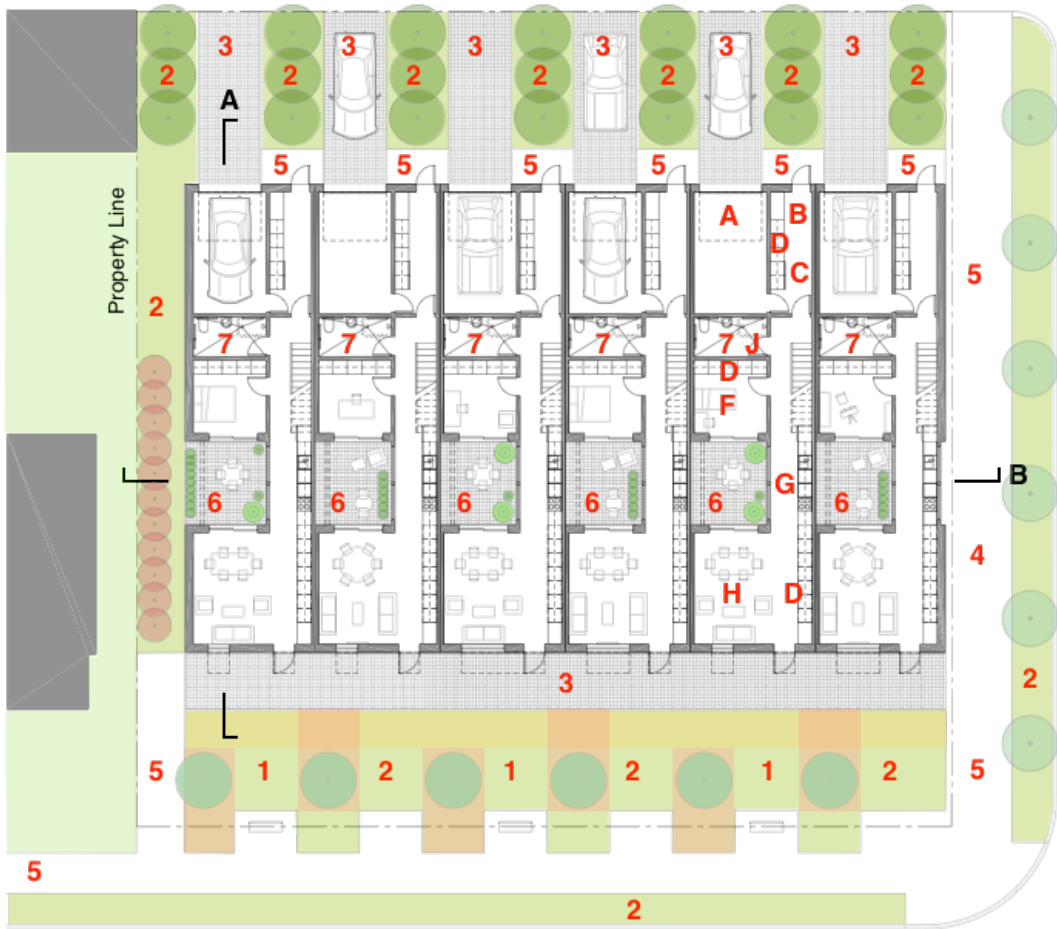 3 3 3 3 3 3
2 2 2 2 2 2 2
A
5 5 5 5 5 5
Property Line
A B
D
C
5
2
7 7 7 7 7 J 7
D
F
6 6 6 6 G 6 6 B
4
H D
3
2
5 1 2 1 2 1 2 5
5
2